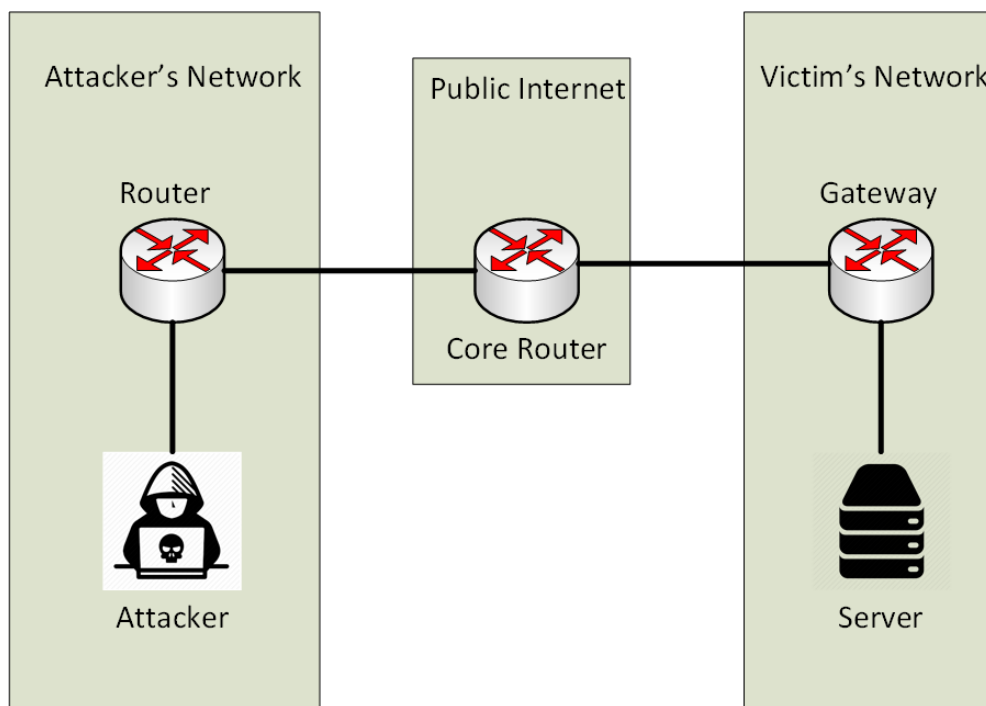 Attacker's Network
Public Internet
Victim's Network
Router
Gateway
Core Router
Attacker
Server